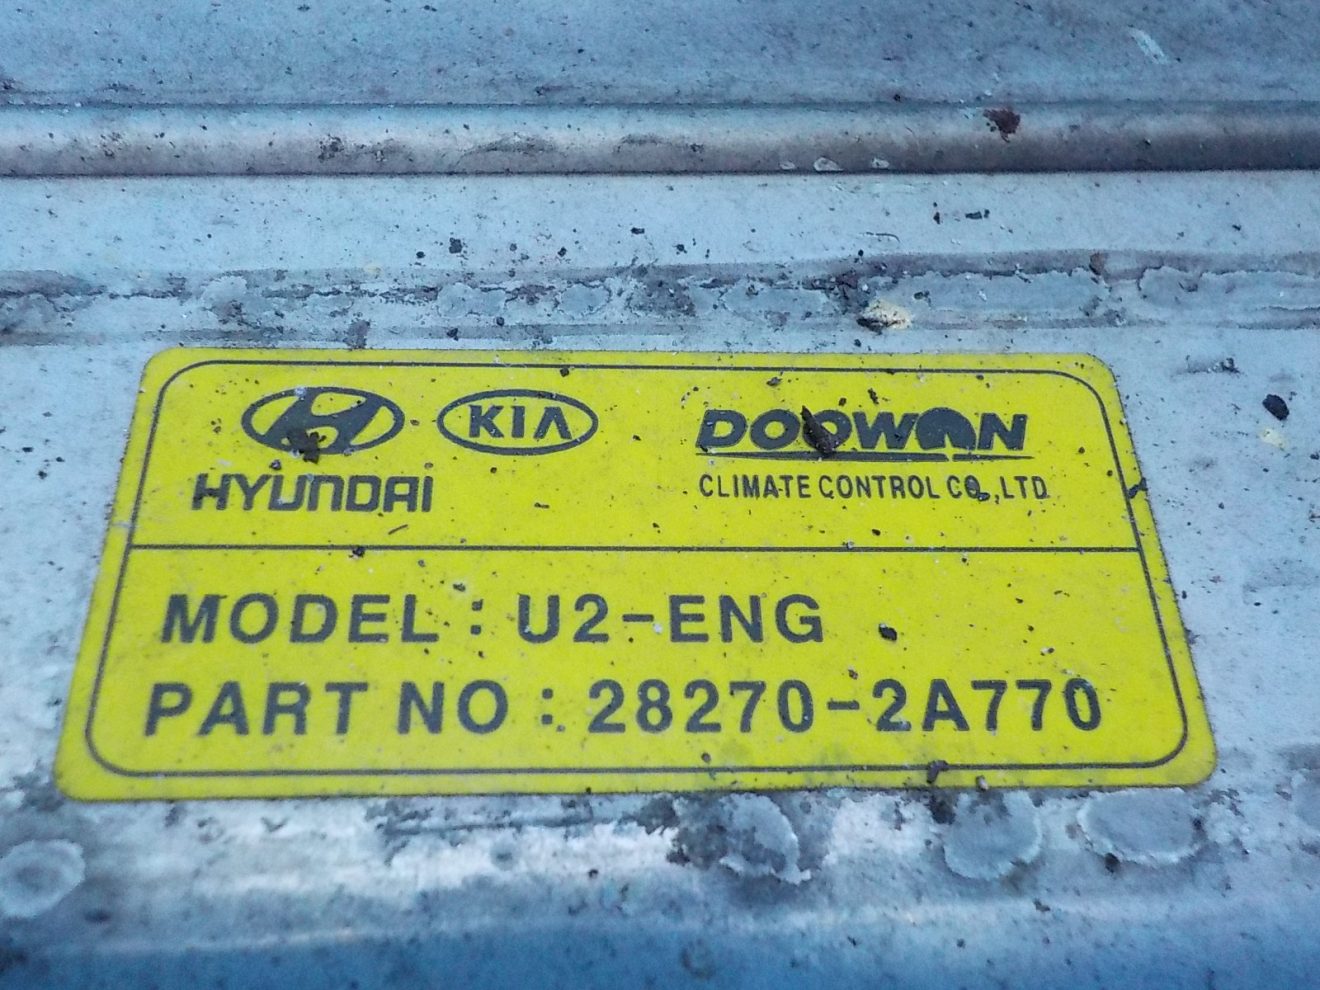 KIA DOOWON
HYUNDAI CLIMATE CONTROL CO.,LTD
MODEL : U2-ENG
PART NO : 28270-2A770